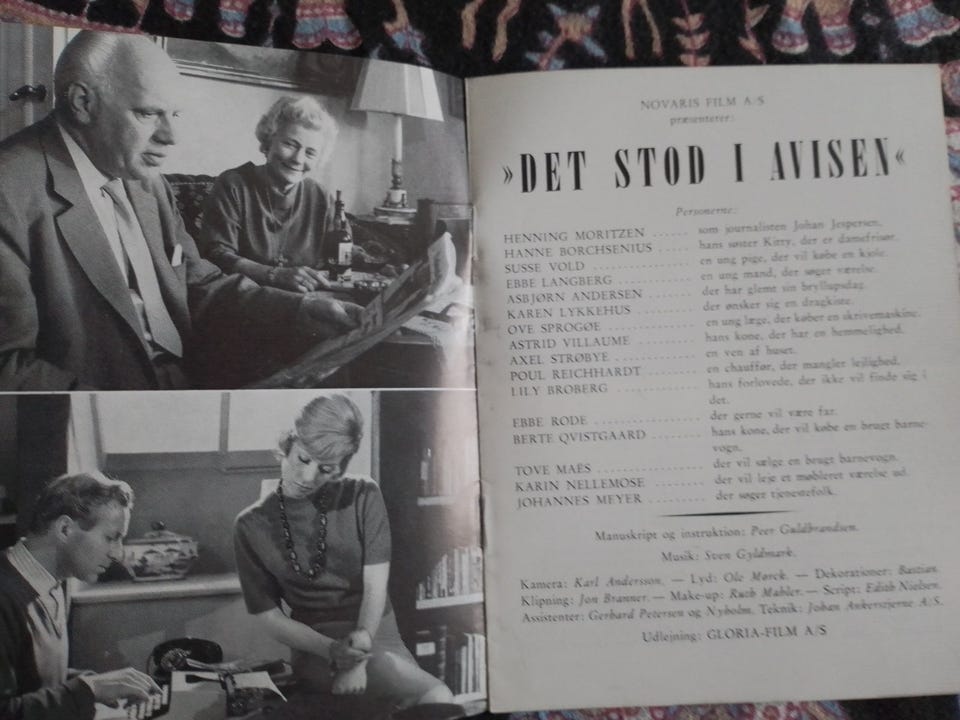 NOVARIS FILM A/S
præsenterer:
»DET STOD I AVISEN«
Personerne:
HENNING MORITZEN ...... som journalisten Johan Jespersen.
HANNE BORCHSENIUS ..... hans søster Kitty, der er damefrisør.
SUSSE VOLD .............. en ung pige, der vil købe en kjole.
EBBE LANGBERG .......... en ung mand, der søger værelse.
ASBJØRN ANDERSEN ....... der har glemt sin bryllupsdag.
KAREN LYKKEHUS ......... der ønsker sig en dragkiste.
OVE SPROGØE ............. en ung læge, der køber en skrivemaskine.
ASTRID VILLAUME ......... hans kone, der har en hemmelighed.
AXEL STRØBYE ............ en ven af huset.
POUL REICHHARDT ........ en chauffør, der mangler lejlighed.
LILY BROBERG ............ hans forlovede, der ikke vil finde sig i
det.
EBBE RODE ............... der gerne vil være far.
BERTE QVISTGAARD ....... hans kone, der vil købe en brugt barne-
vogn.
TOVE MAËS ............... der vil sælge en brugt barnevogn.
KARIN NELLEMOSE ........ der vil leje et møbleret værelse ud.
JOHANNES MEYER ......... der søger tjenestefolk.
Manuskript og instruktion: Peer Guldbrandsen.
Musik: Sven Gyldmark.
Kamera: Karl Andersson. — Lyd: Ole Mørck. — Dekorationer: Bastian.
Klipning: Jon Branner. — Make-up: Ruth Mahler. — Script: Edith Nielsen.
Assistenter: Gerhard Petersen og Nyholm. Teknik: Johan Ankerstjerne A/S.
Udlejning: GLORIA-FILM A/S